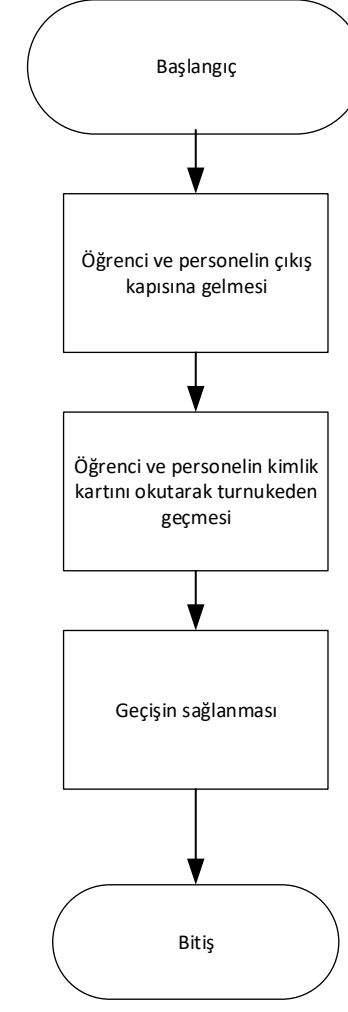 Başlangıç
Öğrenci ve personelin çıkış
kapısına gelmesi
Öğrenci ve personelin kimlik
kartını okutarak turnukeden
geçmesi
Geçişin sağlanması
Bitiş